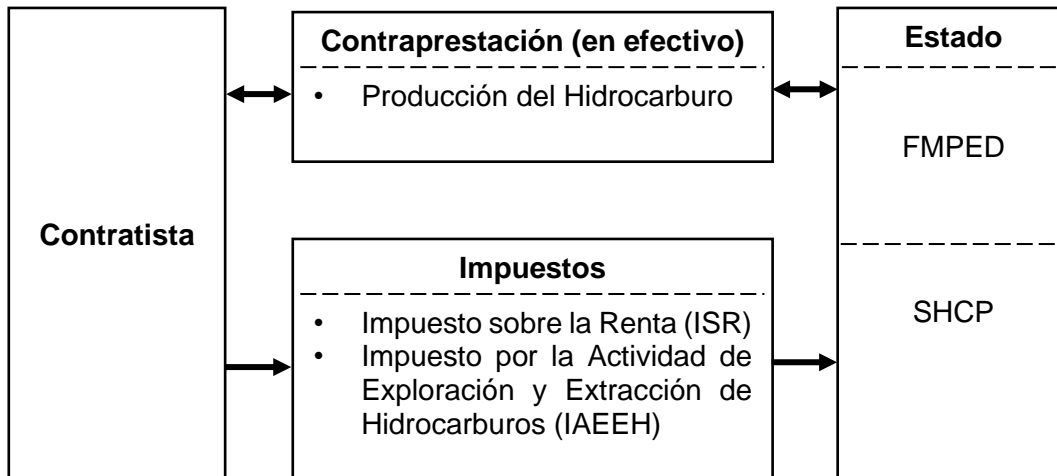 Contratista
Contraprestación (en efectivo)
• Producción del Hidrocarburo
Impuestos
• Impuesto sobre la Renta (ISR)
• Impuesto por la Actividad de
Exploración y Extracción de
Hidrocarburos (IAEEH)
Estado
FMPED
SHCP